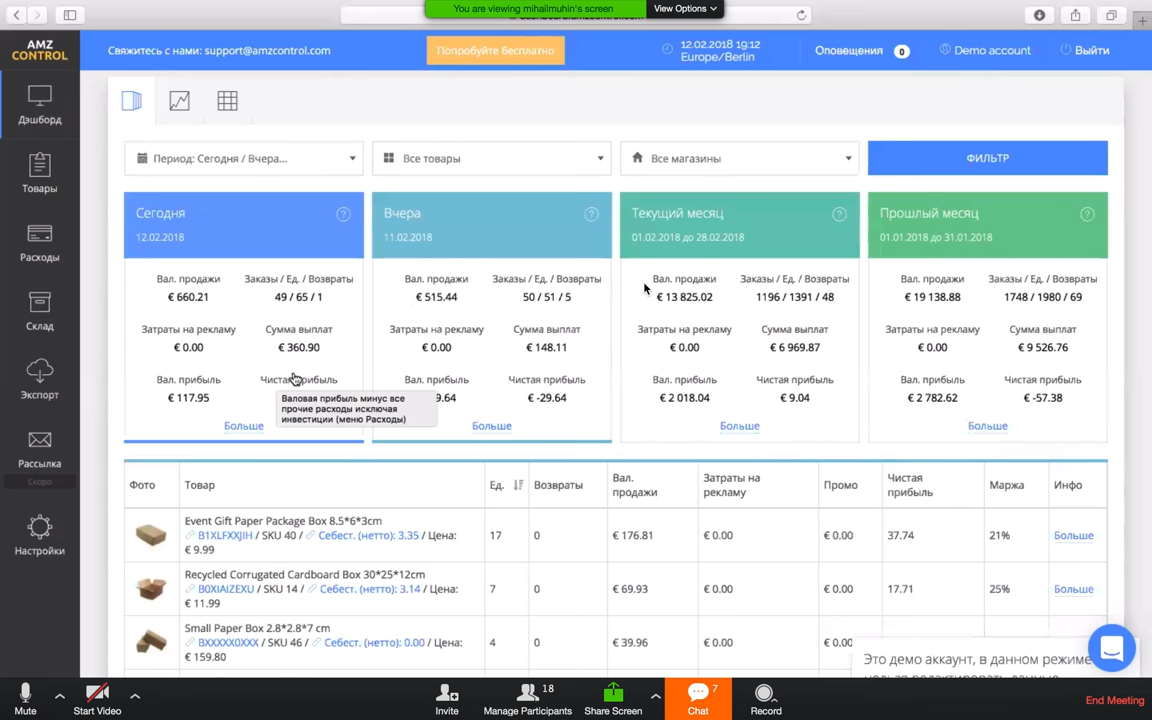 You are viewing mihailmuhin's screen
View Options
AMZ
CONTROL
Свяжитесь с нами: support@amzcontrol.com
Попробуйте бесплатно
12.02.2018 19:12
Europe/Berlin
Оповещения 0
Demo account
Выйти
Дэшборд
Товары
Расходы
Склад
Экспорт
Рассылка
Скоро
Настройки
Период: Сегодня / Вчера...
Все товары
Все магазины
ФИЛЬТР
Сегодня ?
12.02.2018
Вал. продажи Заказы / Ед. / Возвраты
€ 660.21 49 / 65 / 1
Затраты на рекламу Сумма выплат
€ 0.00 € 360.90
Вал. прибыль Чистая прибыль
€ 117.95
Валовая прибыль минус все
прочие расходы исключая
инвестиции (меню Расходы)
Больше
Вчера ?
11.02.2018
Вал. продажи Заказы / Ед. / Возвраты
€ 515.44 50 / 51 / 5
Затраты на рекламу Сумма выплат
€ 0.00 € 148.11
Вал. прибыль Чистая прибыль
9.64 € -29.64
Больше
Текущий месяц ?
01.02.2018 до 28.02.2018
Вал. продажи Заказы / Ед. / Возвраты
€ 13 825.02 1196 / 1391 / 48
Затраты на рекламу Сумма выплат
€ 0.00 € 6 969.87
Вал. прибыль Чистая прибыль
€ 2 018.04 € 9.04
Больше
Прошлый месяц ?
01.01.2018 до 31.01.2018
Вал. продажи Заказы / Ед. / Возвраты
€ 19 138.88 1748 / 1980 / 69
Затраты на рекламу Сумма выплат
€ 0.00 € 9 526.76
Вал. прибыль Чистая прибыль
€ 2 782.62 € -57.38
Больше
Фото Товар Ед. Возвраты Вал. продажи Затраты на рекламу Промо Чистая прибыль Маржа Инфо
Event Gift Paper Package Box 8.5*6*3cm
B1XLFXXJIH / SKU 40 / Себест. (нетто): 3.35 / Цена: 17 0 € 176.81 € 0.00 € 0.00 37.74 21% Больше
€ 9.99
Recycled Corrugated Cardboard Box 30*25*12cm
B0XIAIZEXU / SKU 14 / Себест. (нетто): 3.14 / Цена: 7 0 € 69.93 € 0.00 € 0.00 17.71 25% Больше
€ 11.99
Small Paper Box 2.8*2.8*7 cm
BXXXXX0XXX / SKU 46 / Себест. (нетто): 0.00 / Цена: 4 0 € 39.96 € 0.00 € 0.00
€ 159.80
Это демо аккаунт, в данном режиме
Mute
Start Video
Invite
18
Manage Participants
Share Screen
7
Chat
Record
End Meeting